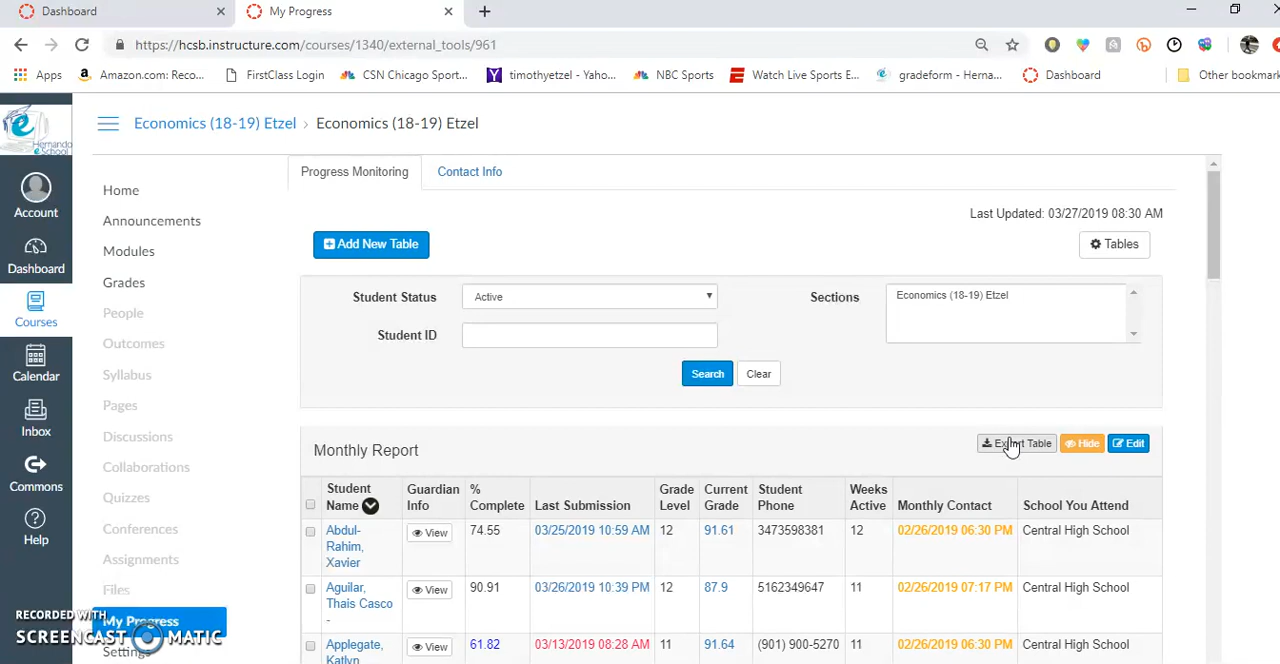 Dashboard
My Progress
https://hcsb.instructure.com/courses/1340/external_tools/961
Apps
Amazon.com: Reco...
FirstClass Login
CSN Chicago Sport...
timothyetzel - Yaho...
NBC Sports
Watch Live Sports E...
gradeform - Herna...
Dashboard
Other bookmark
Hernando
eSchool
Economics (18-19) Etzel › Economics (18-19) Etzel
Account
Dashboard
Courses
Calendar
Inbox
Commons
Help
Home
Announcements
Modules
Grades
People
Outcomes
Syllabus
Pages
Discussions
Collaborations
Quizzes
Conferences
Assignments
Files
My Progress
Settings
Progress Monitoring
Contact Info
Last Updated: 03/27/2019 08:30 AM
Add New Table
Tables
Student Status
Active
Sections
Economics (18-19) Etzel
Student ID
Search
Clear
Monthly Report
Export Table
Hide
Edit
Student Name
Guardian Info
% Complete
Last Submission
Grade Level
Current Grade
Student Phone
Weeks Active
Monthly Contact
School You Attend
Abdul-Rahim, Xavier View 74.55 03/25/2019 10:59 AM 12 91.61 3473598381 12 02/26/2019 06:30 PM Central High School
Aguilar, Thais Casco - View 90.91 03/26/2019 10:39 PM 12 87.9 5162349647 11 02/26/2019 07:17 PM Central High School
Applegate, Katlyn View 61.82 03/13/2019 08:28 AM 11 91.64 (901) 900-5270 11 02/26/2019 06:30 PM Central High School
RECORDED WITH
SCREENCAST MATIC